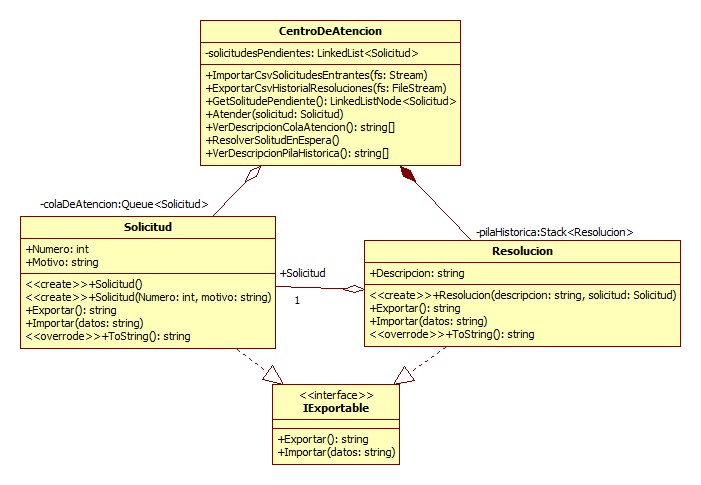 CentroDeAtencion
-solicitudesPendientes: LinkedList<Solicitud>
+ImportarCsvSolicitudesEntrantes(fs: Stream)
+ExportarCsvHistorialResoluciones(fs: FileStream)
+GetSolitudePendiente(): LinkedListNode<Solicitud>
+Atender(solicitud: Solicitud)
+VerDescripcionColaAtencion(): string[]
+ResolverSolitudEnEspera()
+VerDescripcionPilaHistorica(): string[]
-colaDeAtencion:Queue<Solicitud>
-pilaHistorica:Stack<Resolucion>
Solicitud
+Numero: int
+Motivo: string
<<create>>+Solicitud()
<<create>>+Solicitud(Numero: int, motivo: string)
+Exportar(): string
+Importar(datos: string)
<<overrode>>+ToString(): string
+Solicitud
1
Resolucion
+Descripcion: string
<<create>>+Resolucion(descripcion: string, solicitud: Solicitud)
+Exportar(): string
+Importar(datos: string)
<<overrode>>+ToString(): string
<<interface>>
IExportable
+Exportar(): string
+Importar(datos: string)